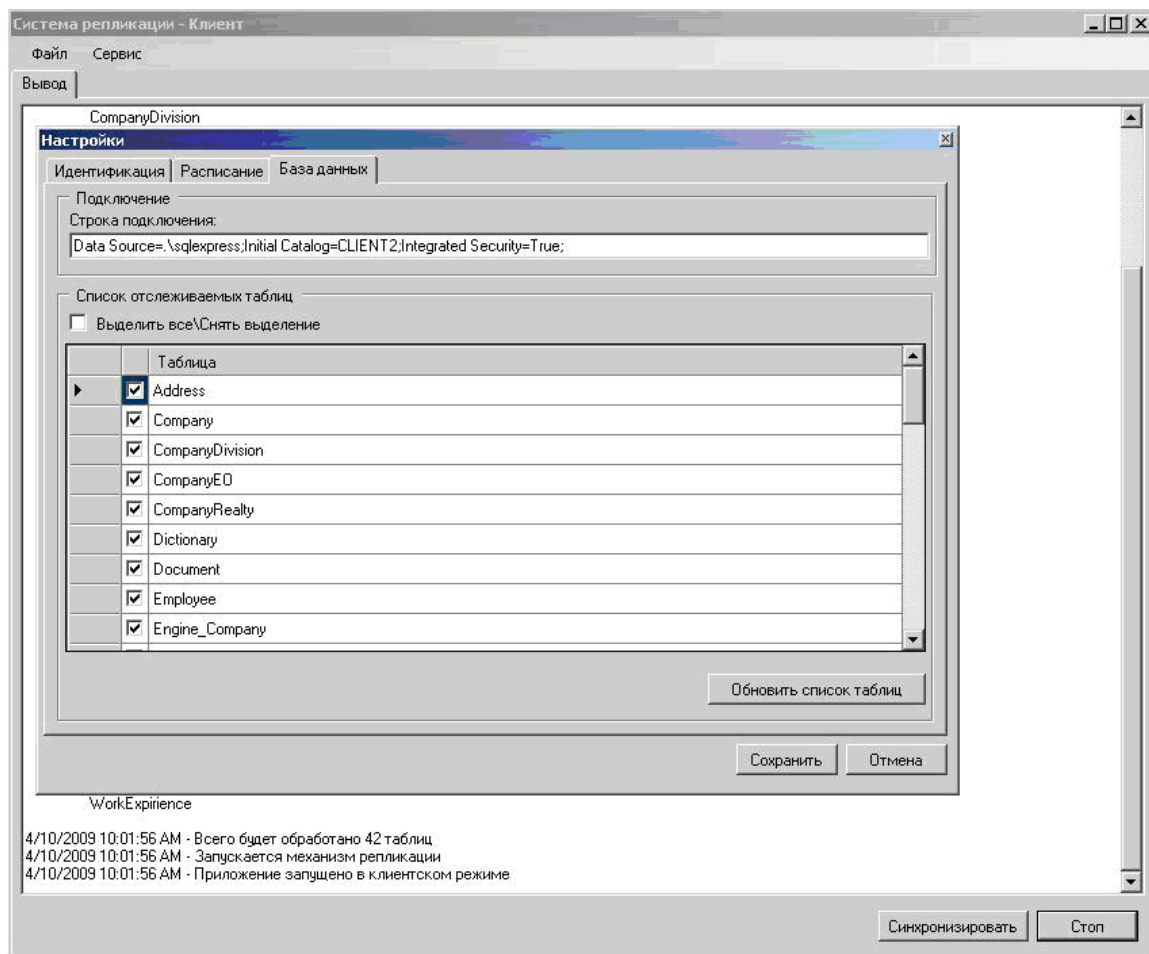 Система репликации - Клиент
Файл Сервис
Вывод
CompanyDivision
Настройки
Идентификация Расписание База данных
Подключение
Строка подключения:
Data Source=.\sqlexpress;Initial Catalog=CLIENT2;Integrated Security=True;
Список отслеживаемых таблиц
Выделить все\Снять выделение
Таблица
Address
Company
CompanyDivision
CompanyEO
CompanyRealty
Dictionary
Document
Employee
Engine_Company
Обновить список таблиц
Сохранить Отмена
WorkExpirience
4/10/2009 10:01:56 AM - Всего будет обработано 42 таблиц
4/10/2009 10:01:56 AM - Запускается механизм репликации
4/10/2009 10:01:56 AM - Приложение запущено в клиентском режиме
Синхронизировать Стоп